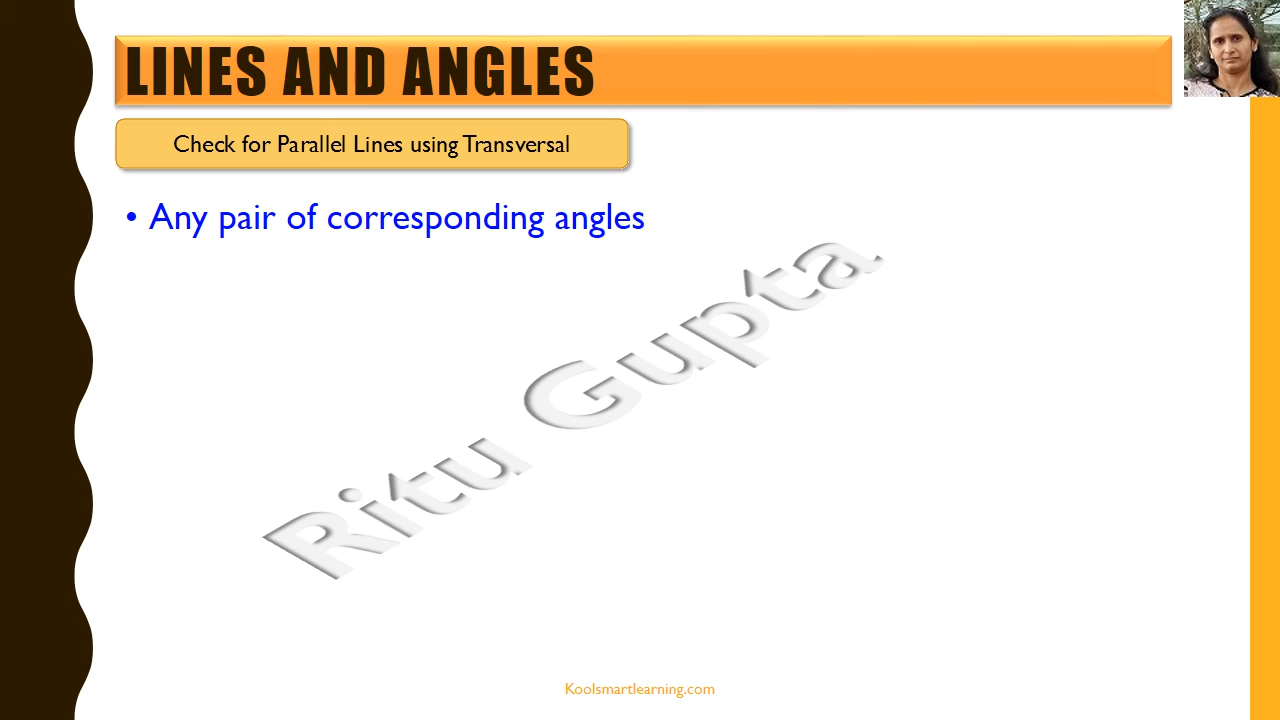 LINES AND ANGLES
Check for Parallel Lines using Transversal
• Any pair of corresponding angles
Ritu Gupta
Koolsmartlearning.com